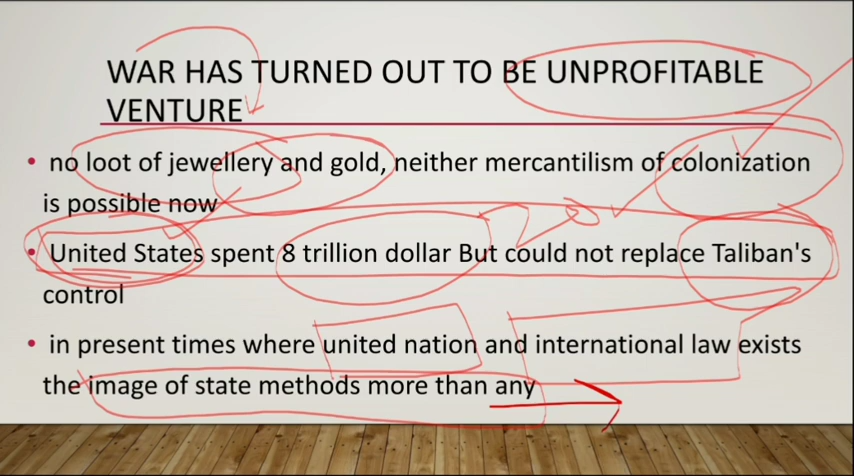 WAR HAS TURNED OUT TO BE UNPROFITABLE
VENTURE
• no loot of jewellery and gold, neither mercantilism of colonization
is possible now
20
• United States spent 8 trillion dollar But could not replace Taliban's
control
• in present times where united nation and international law exists
the image of state methods more than any